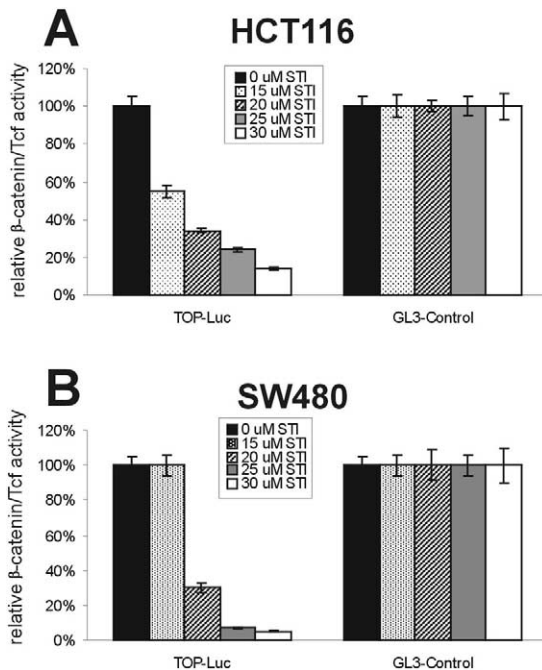 A
HCT116
relative β-catenin/Tcf activity
120%
100%
80%
60%
40%
20%
0%
0 uM STI
15 uM STI
20 uM STI
25 uM STI
30 uM STI
TOP-Luc
GL3-Control
B
SW480
relative β-catenin/Tcf activity
120%
100%
80%
60%
40%
20%
0%
0 uM STI
15 uM STI
20 uM STI
25 uM STI
30 uM STI
TOP-Luc
GL3-Control